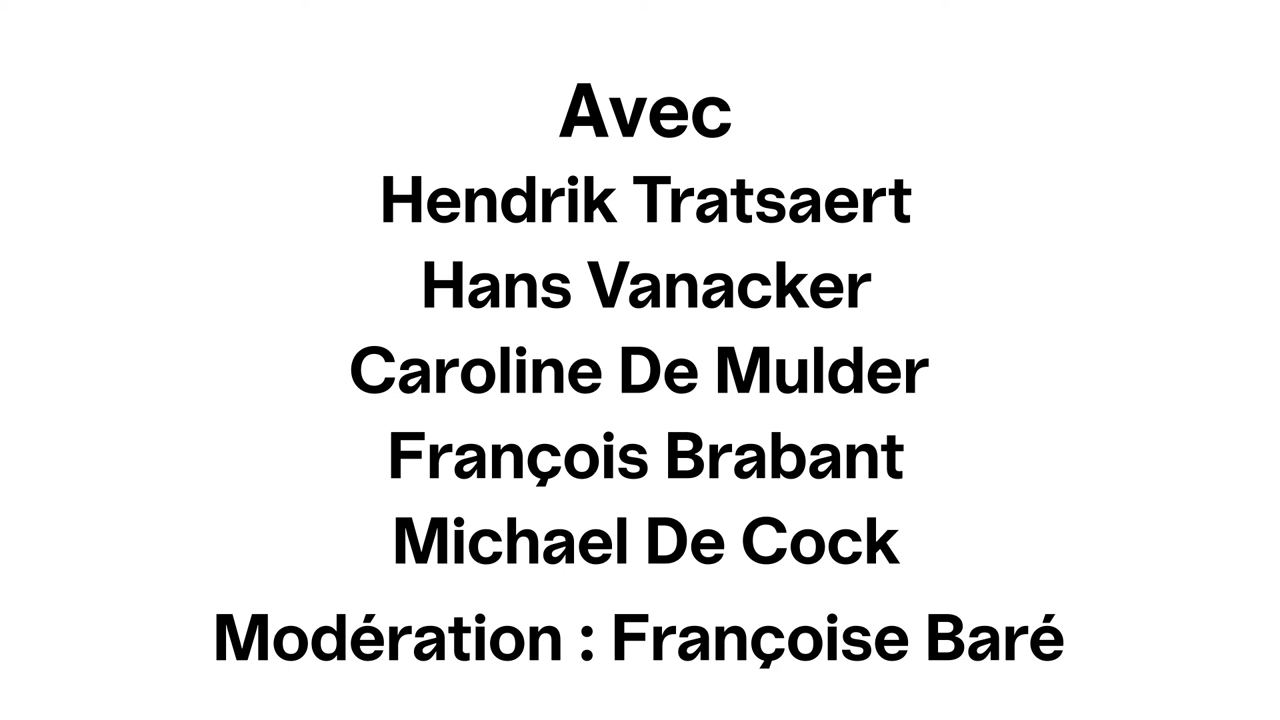 Avec
Hendrik Tratsaert
Hans Vanacker
Caroline De Mulder
François Brabant
Michael De Cock
Modération : Françoise Baré